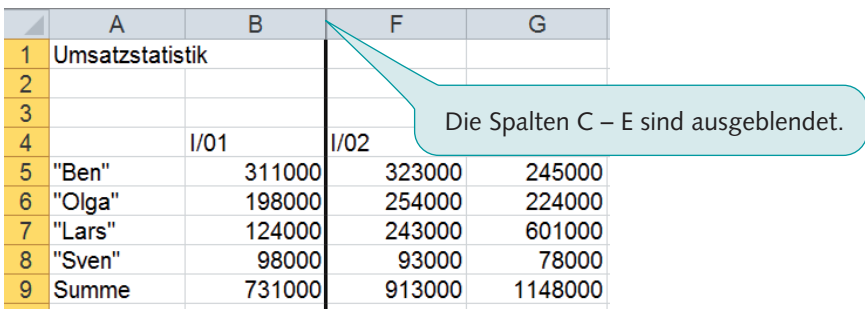 A B F G
1 Umsatzstatistik
2
3
Die Spalten C – E sind ausgeblendet.
4 I/01 I/02
5 "Ben" 311000 323000 245000
6 "Olga" 198000 254000 224000
7 "Lars" 124000 243000 601000
8 "Sven" 98000 93000 78000
9 Summe 731000 913000 1148000